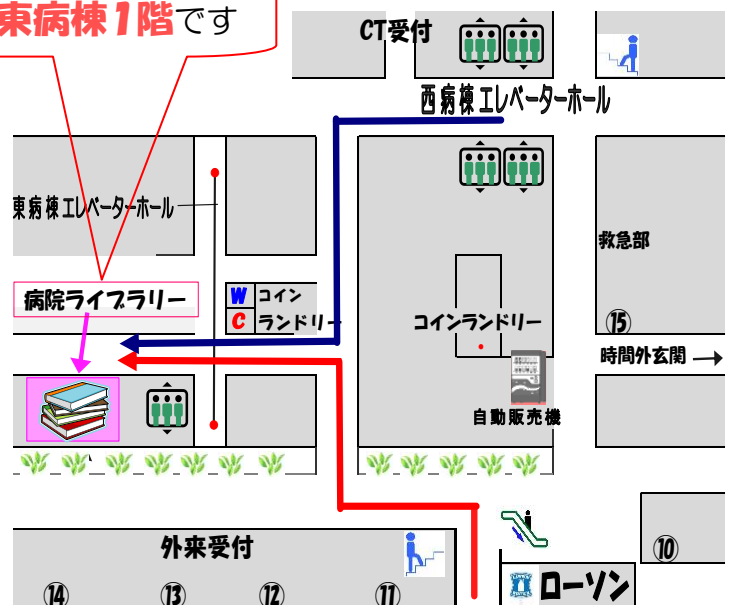 東病棟1階です
CT受付
西病棟エレベーターホール
東病棟エレベーターホール
救急部
病院ライブラリー
W コイン
C ランドリー
コインランドリー
⑮
時間外玄関
自動販売機
外来受付
⑩
ローソン
⑭
⑬
⑫
⑪